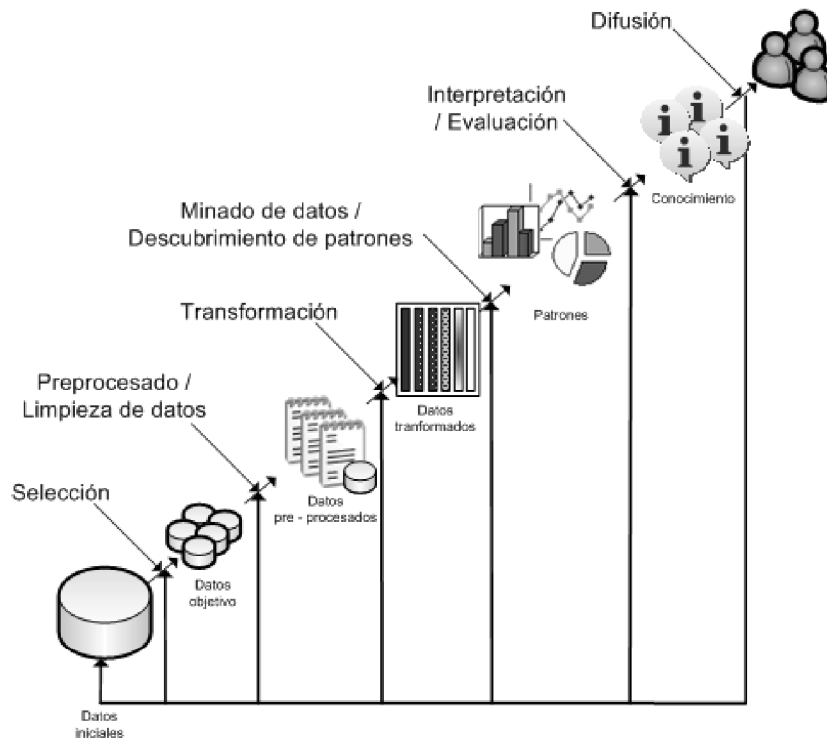 Difusión
Interpretación
/ Evaluación
Conocimiento
Minado de datos /
Descubrimiento de patrones
Patrones
Transformación
Datos
tranformados
Preprocesado /
Limpieza de datos
Datos
pre - procesados
Selección
Datos
objetivo
Datos
iniciales
i
i
i
i